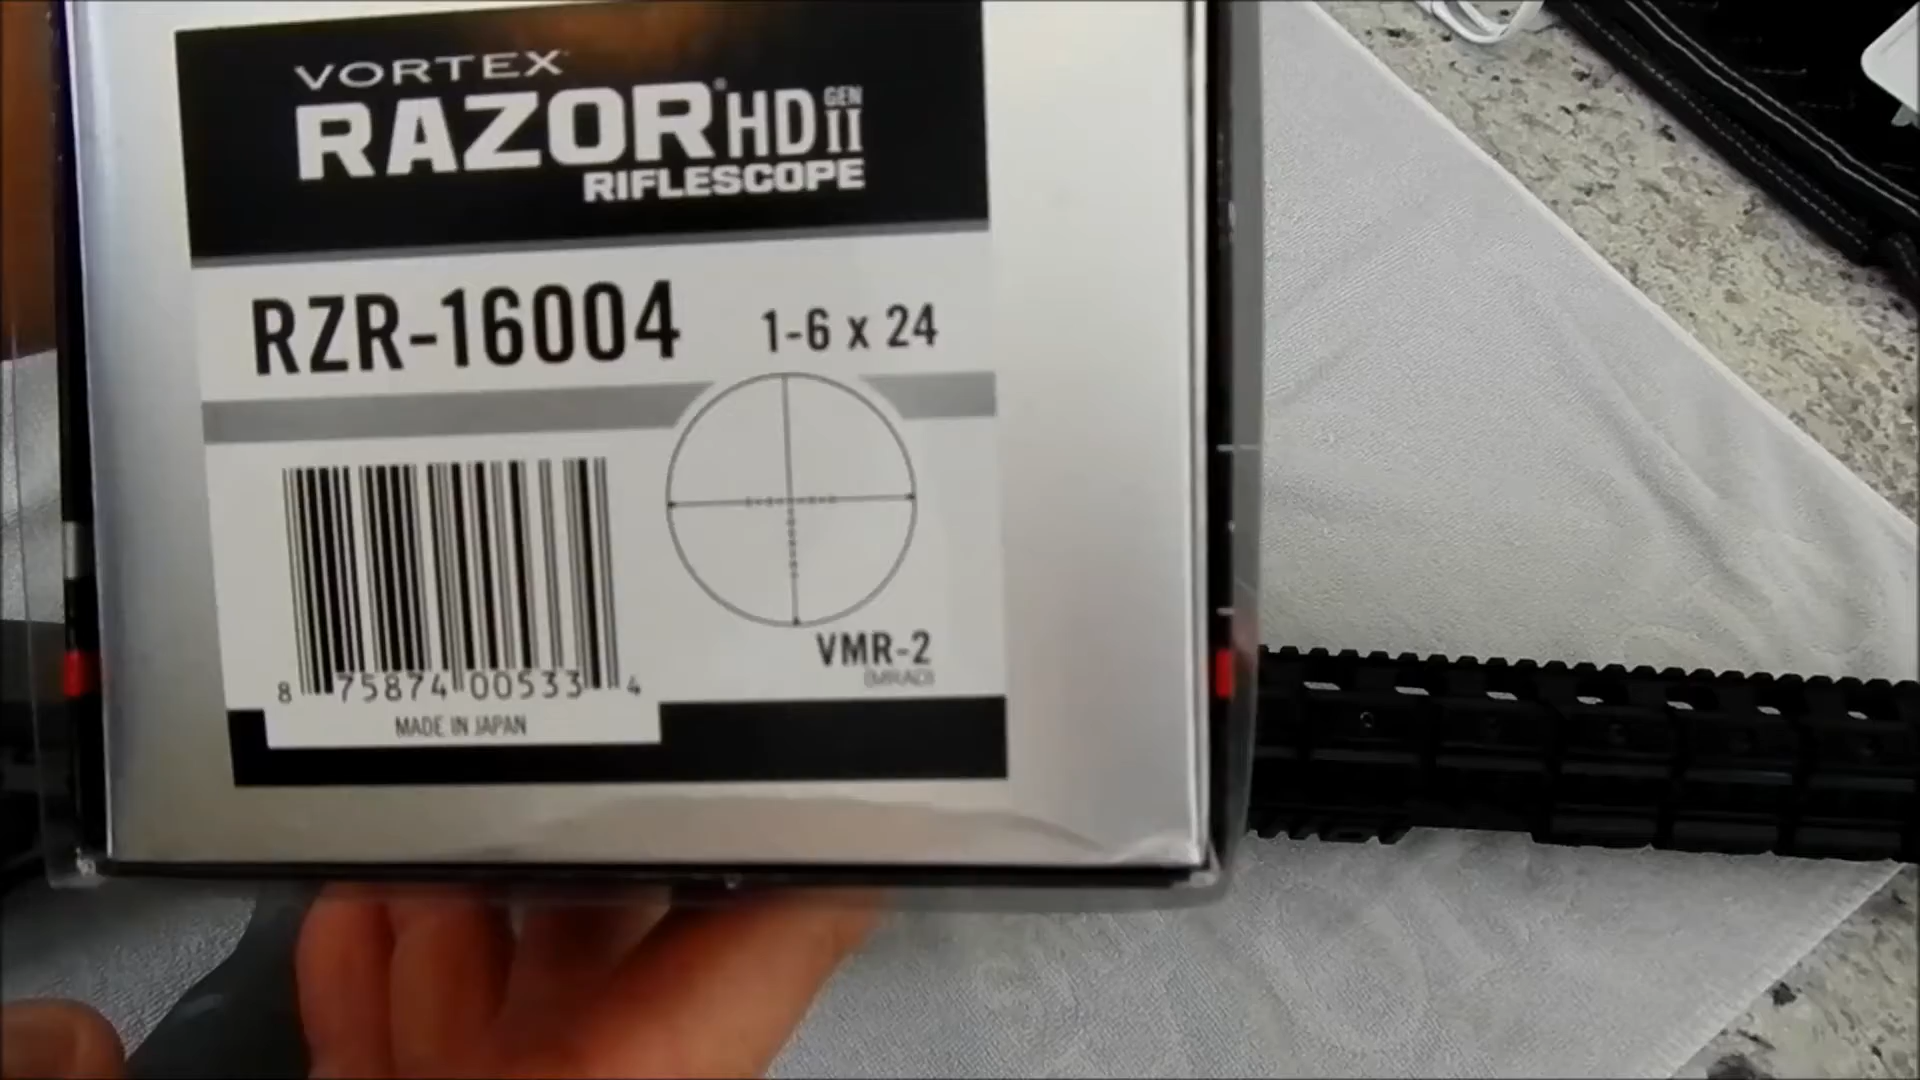 VORTEX
RAZOR® HD GEN II
RIFLESCOPE
RZR-16004 1-6 x 24
VMR-2
(MRAD)
8 75874 00533 4
MADE IN JAPAN